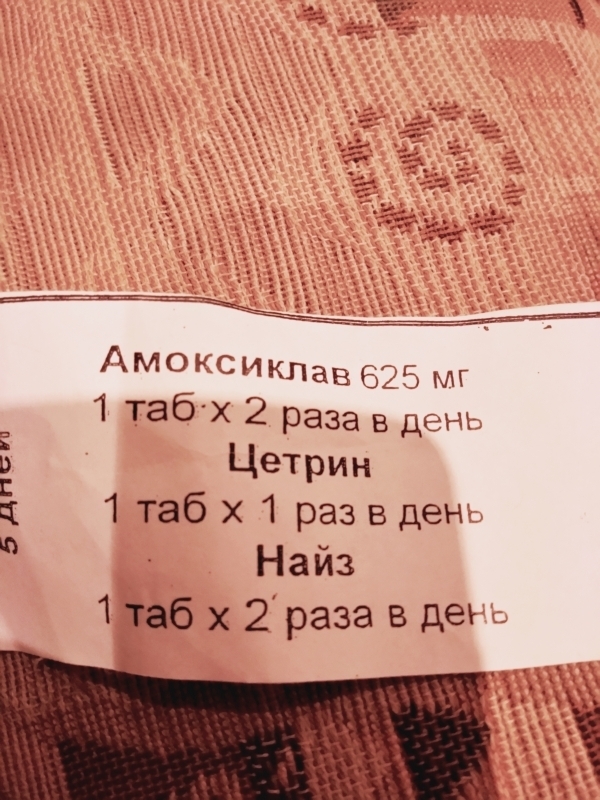 Амоксиклав 625 мг
1 таб х 2 раза в день
Цетрин
1 таб х 1 раз в день
Найз
1 таб х 2 раза в день
5 дней